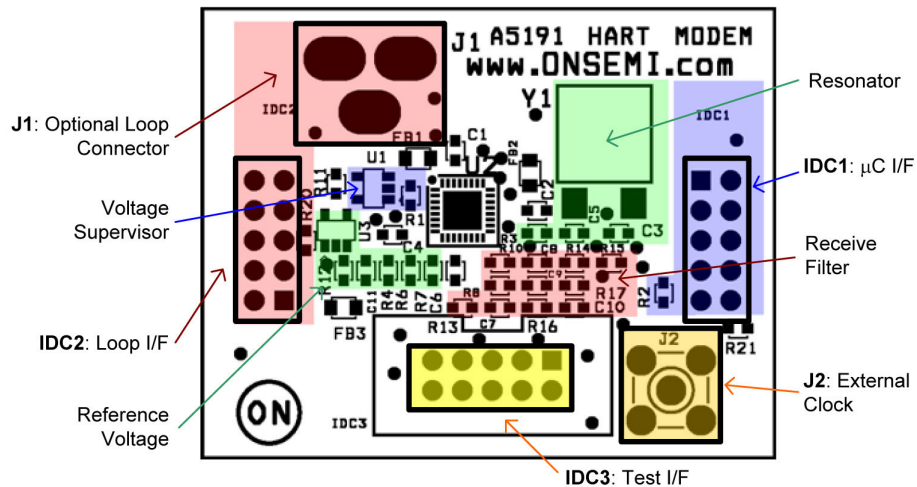 J1
A5191 HART MODEM
www.ONSEMI.com
Resonator
Y1
IDC2
IDC1
J1: Optional Loop
Connector
FB1
C1
U2
FB2
U1
IDC1: μC I/F
R11
R20
C2
Voltage
Supervisor
R1
U3
C5
C3
C4
R3
R10
C8
R14
R15
Receive
Filter
R12
C9
C11
R4
R6
R7
C6
R8
R17
R2
C10
FB3
R13
C7
R16
IDC2: Loop I/F
J2
R21
J2: External
Clock
Reference
Voltage
ON
IDC3
IDC3: Test I/F